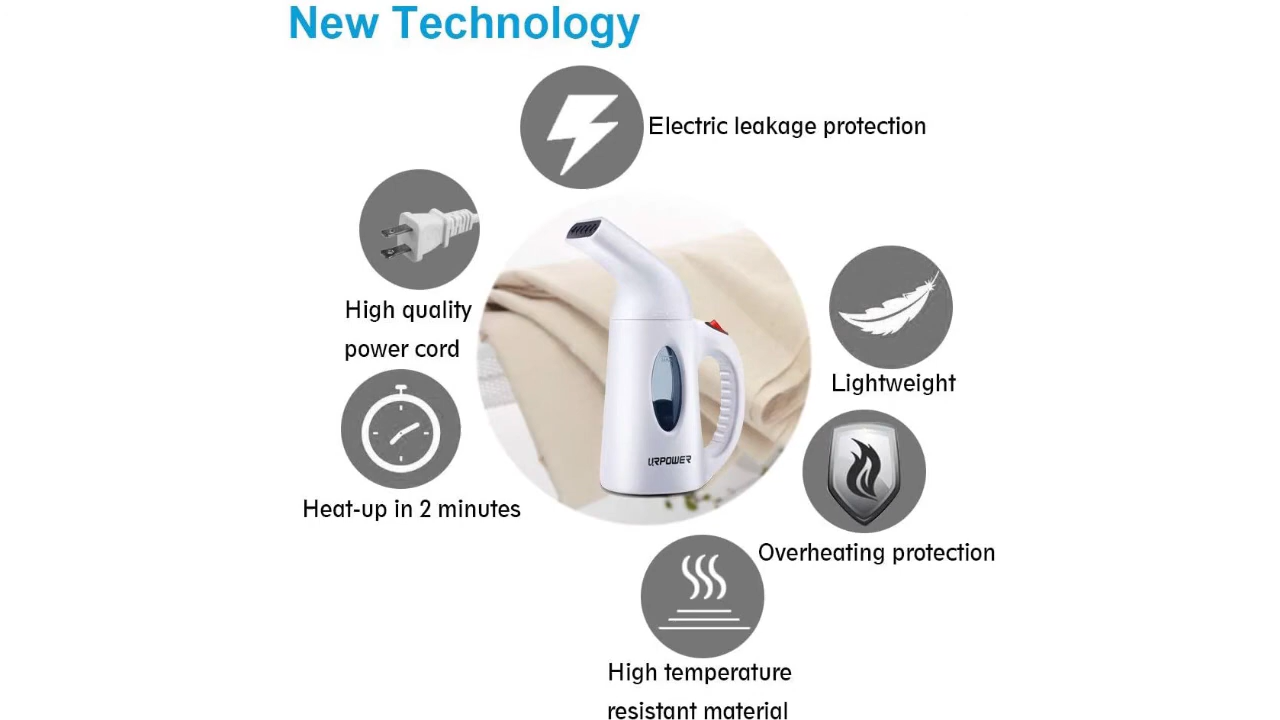 New Technology
Electric leakage protection
High quality
power cord
Lightweight
Heat-up in 2 minutes
URPOWER
Overheating protection
High temperature
resistant material